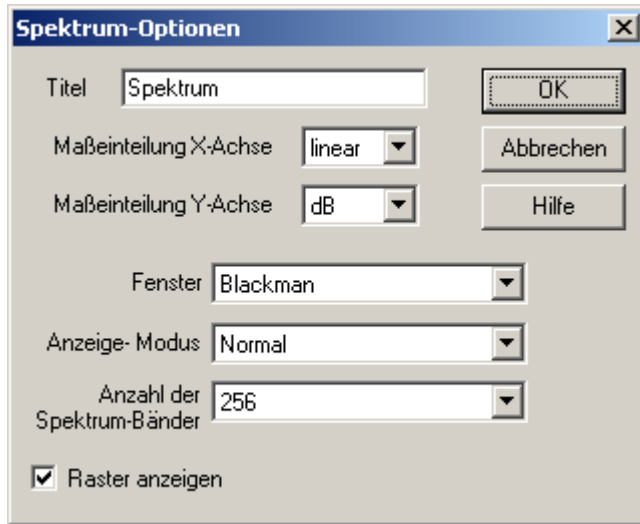 Spektrum-Optionen
Titel Spektrum OK
Maßeinteilung X-Achse linear Abbrechen
Maßeinteilung Y-Achse dB Hilfe
Fenster Blackman
Anzeige- Modus Normal
Anzahl der
Spektrum-Bänder 256
Raster anzeigen